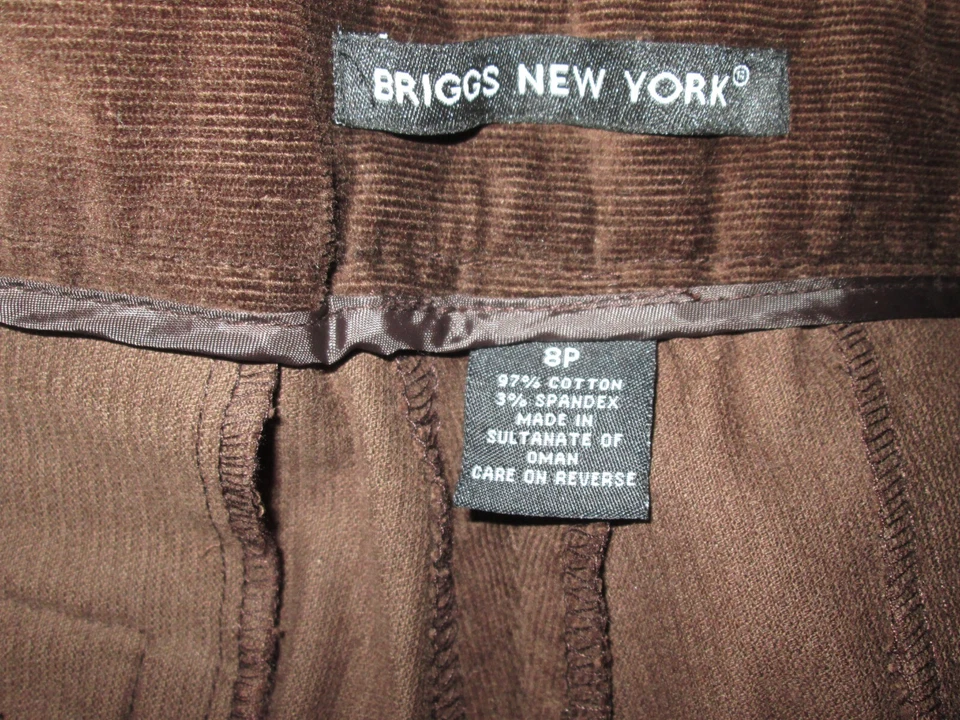 BRIGGS NEW YORK®
8P
97% COTTON
3% SPANDEX
MADE IN
SULTANATE OF
OMAN
CARE ON REVERSE